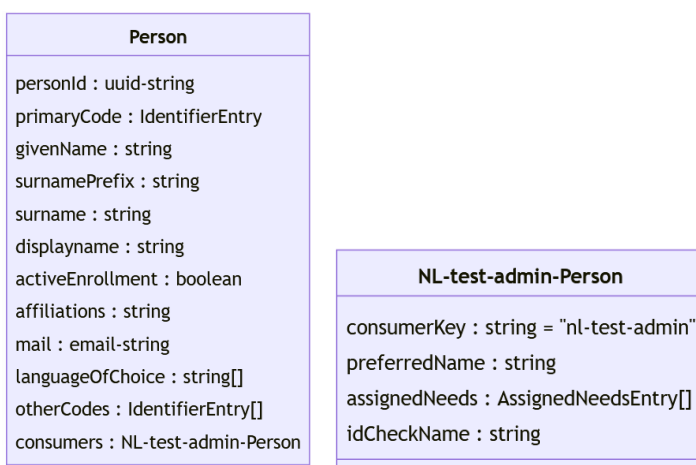 Person
personId : uuid-string
primaryCode : IdentifierEntry
givenName : string
surnamePrefix : string
surname : string
displayname : string
activeEnrollment : boolean
affiliations : string
mail : email-string
languageOfChoice : string[]
otherCodes : IdentifierEntry[]
consumers : NL-test-admin-Person
NL-test-admin-Person
consumerKey : string = "nl-test-admin"
preferredName : string
assignedNeeds : AssignedNeedsEntry[]
idCheckName : string